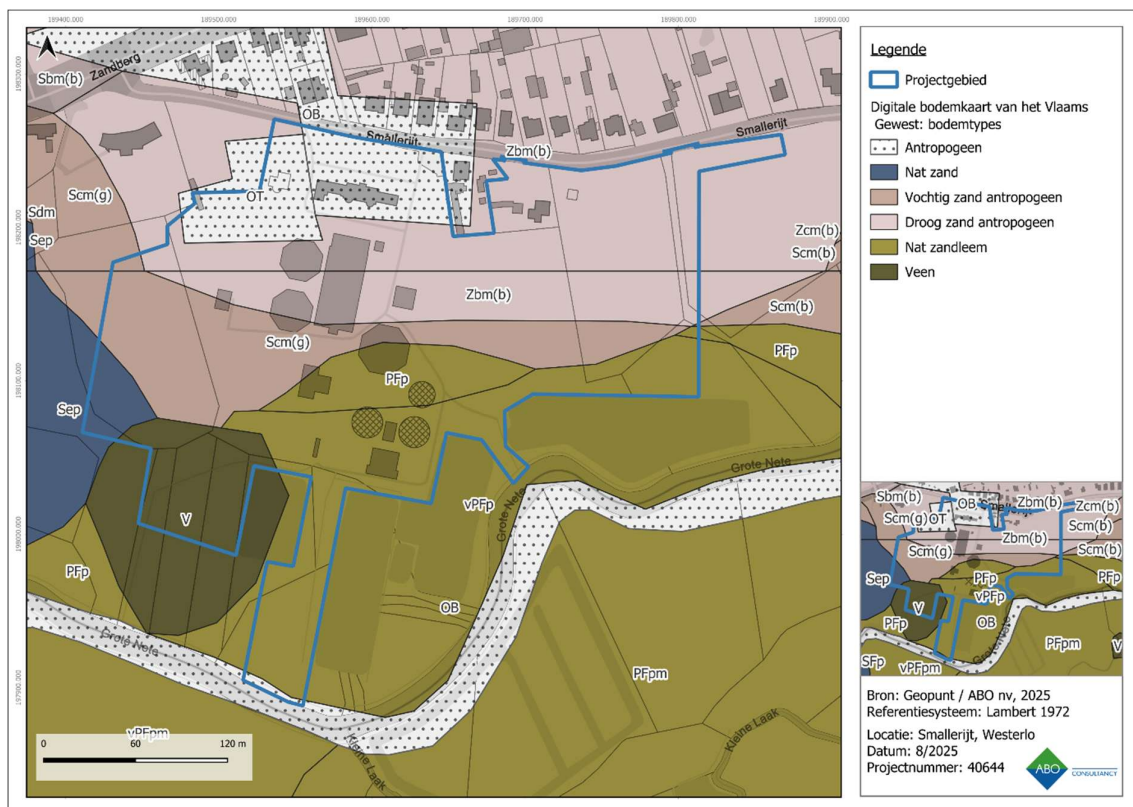 189400.000 189500.000 189600.000 189700.000 189800.000 189900.000
198300.000
198200.000
198100.000
198000.000
197900.000
Sbm(b)
Zandberg
OB
Smallerijt
Smallerijt
Zbm(b)
Scm(g)
OT
Sdm
Sep
Zcm(b)
Scm(b)
Zbm(b)
Scm(b)
Scm(g)
PFp
PFp
Sep
Grote Nete
vPFp
Grote Nete
V
PFp
OB
Grote Nete
PFpm
vPFpm
Kleine Laak
Kleine Laak
0 60 120 m
Legende
Projectgebied
Digitale bodemkaart van het Vlaams
Gewest: bodemtypes
Antropogeen
Nat zand
Vochtig zand antropogeen
Droog zand antropogeen
Nat zandleem
Veen
Sbm(b)
OB
Smallerijt
Zbm(b)
Zcm(b)
Scm(g)
OT
Scm(b)
Zbm(b)
Scm(g)
Scm(b)
Sep
PFp
PFp
vPFp
V
PFp
OB
Grote Nete
PFpm
V
SFp
vPFpm
Bron: Geopunt / ABO nv, 2025
Referentiesysteem: Lambert 1972
Locatie: Smallerijt, Westerlo
Datum: 8/2025
Projectnummer: 40644
ABO
CONSULTANCY